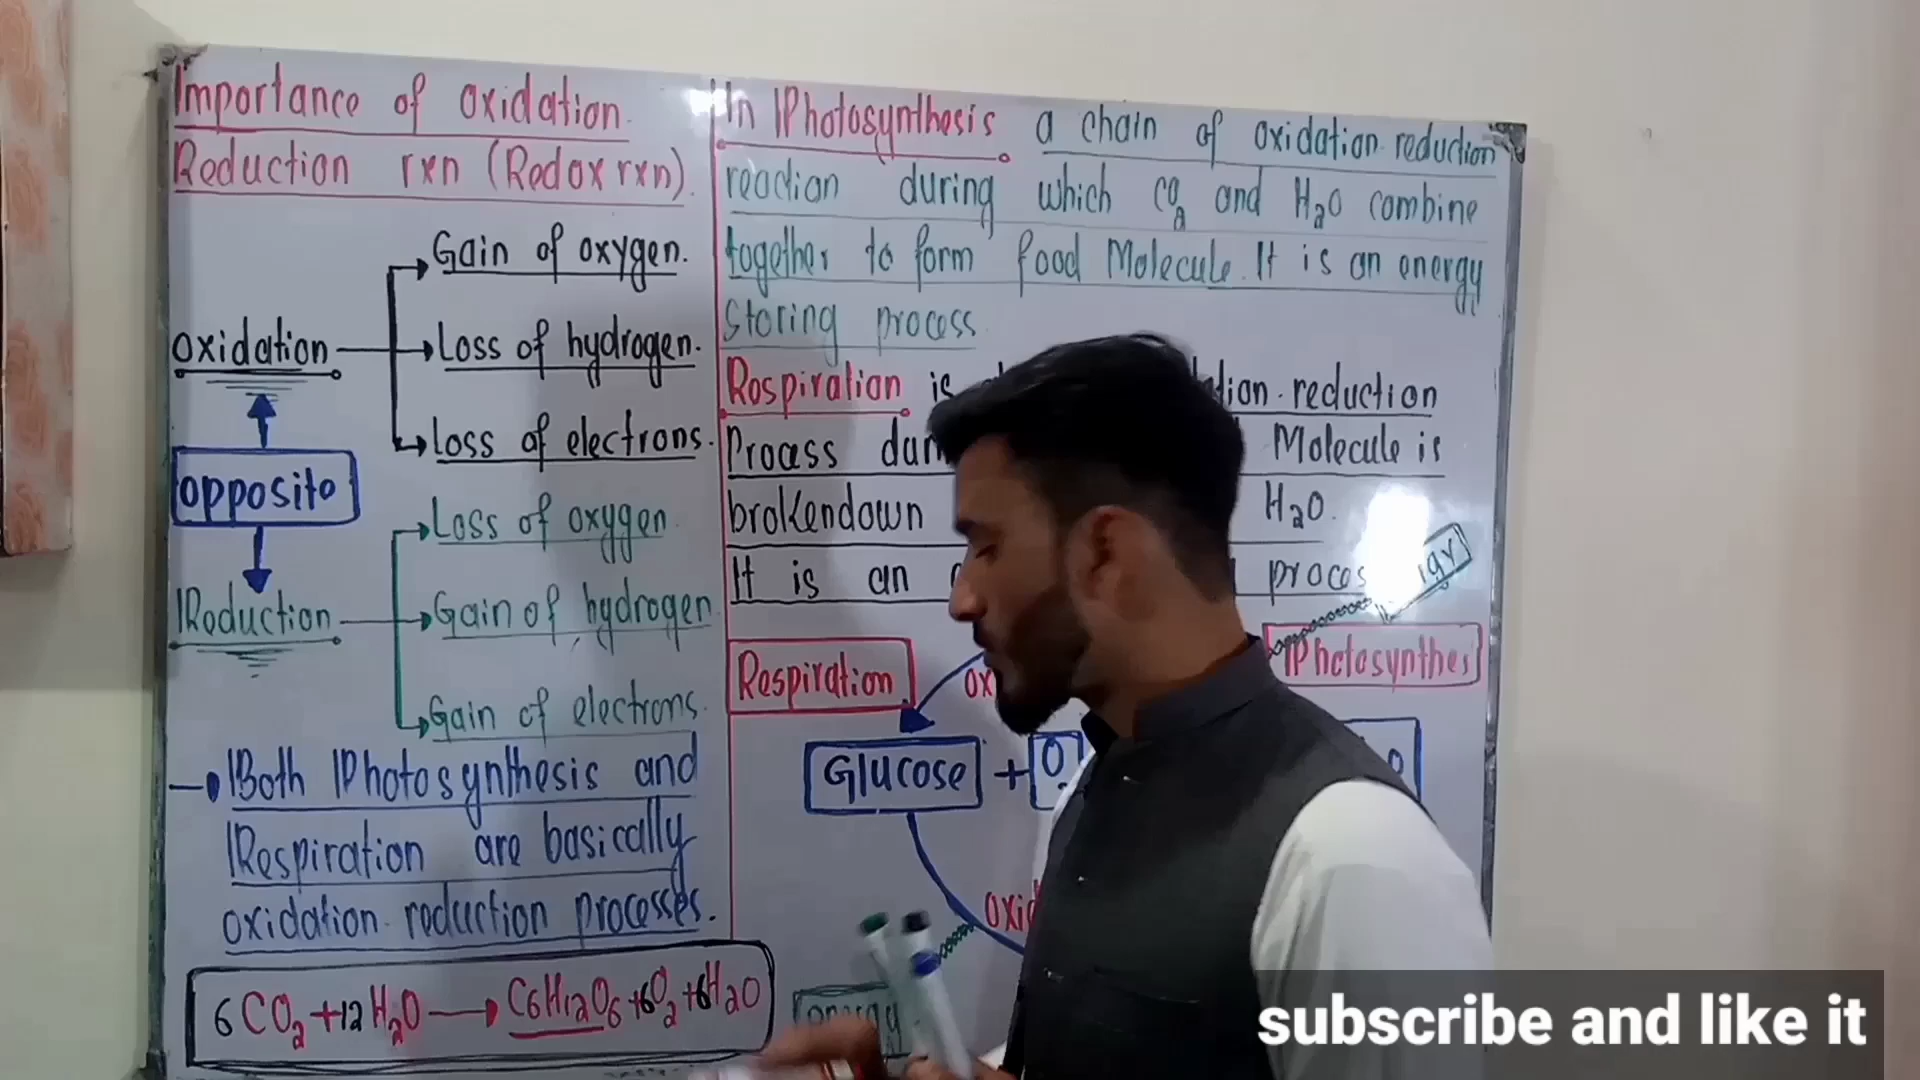 Importance of oxidation
Reduction rxn (Redox rxn).
Gain of oxygen.
oxidation
Loss of hydrogen.
Loss of electrons.
opposite
Loss of oxygen
Reduction
Gain of hydrogen
Gain of electrons.
Both Photosynthesis and
Respiration are basically
oxidation-reduction processes.
6CO2+12H2O → C6H12O6+6O2+6H2O
In Photosynthesis a chain of oxidation-reduction
reaction during which CO2 and H2O combine
together to form food Molecule. It is an energy
storing process
Respiration is reduction
Process Molecule is
brokendown H2O.
It is an
Respiration
Photosynthes
Glucose +
energy
subscribe and like it